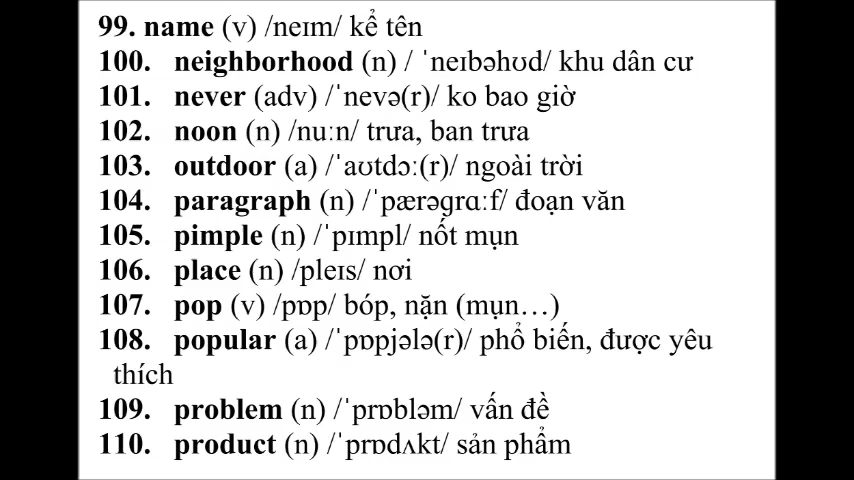 99. name (v) /neɪm/ kể tên
100. neighborhood (n) / ˈneɪbəhʊd/ khu dân cư
101. never (adv) /ˈnevə(r)/ ko bao giờ
102. noon (n) /nuːn/ trưa, ban trưa
103. outdoor (a) /ˈaʊtdɔː(r)/ ngoài trời
104. paragraph (n) /ˈpærəɡrɑːf/ đoạn văn
105. pimple (n) /ˈpɪmpl/ nốt mụn
106. place (n) /pleɪs/ nơi
107. pop (v) /pɒp/ bóp, nặn (mụn…)
108. popular (a) /ˈpɒpjələ(r)/ phổ biến, được yêu
thích
109. problem (n) /ˈprɒbləm/ vấn đề
110. product (n) /ˈprɒdʌkt/ sản phẩm